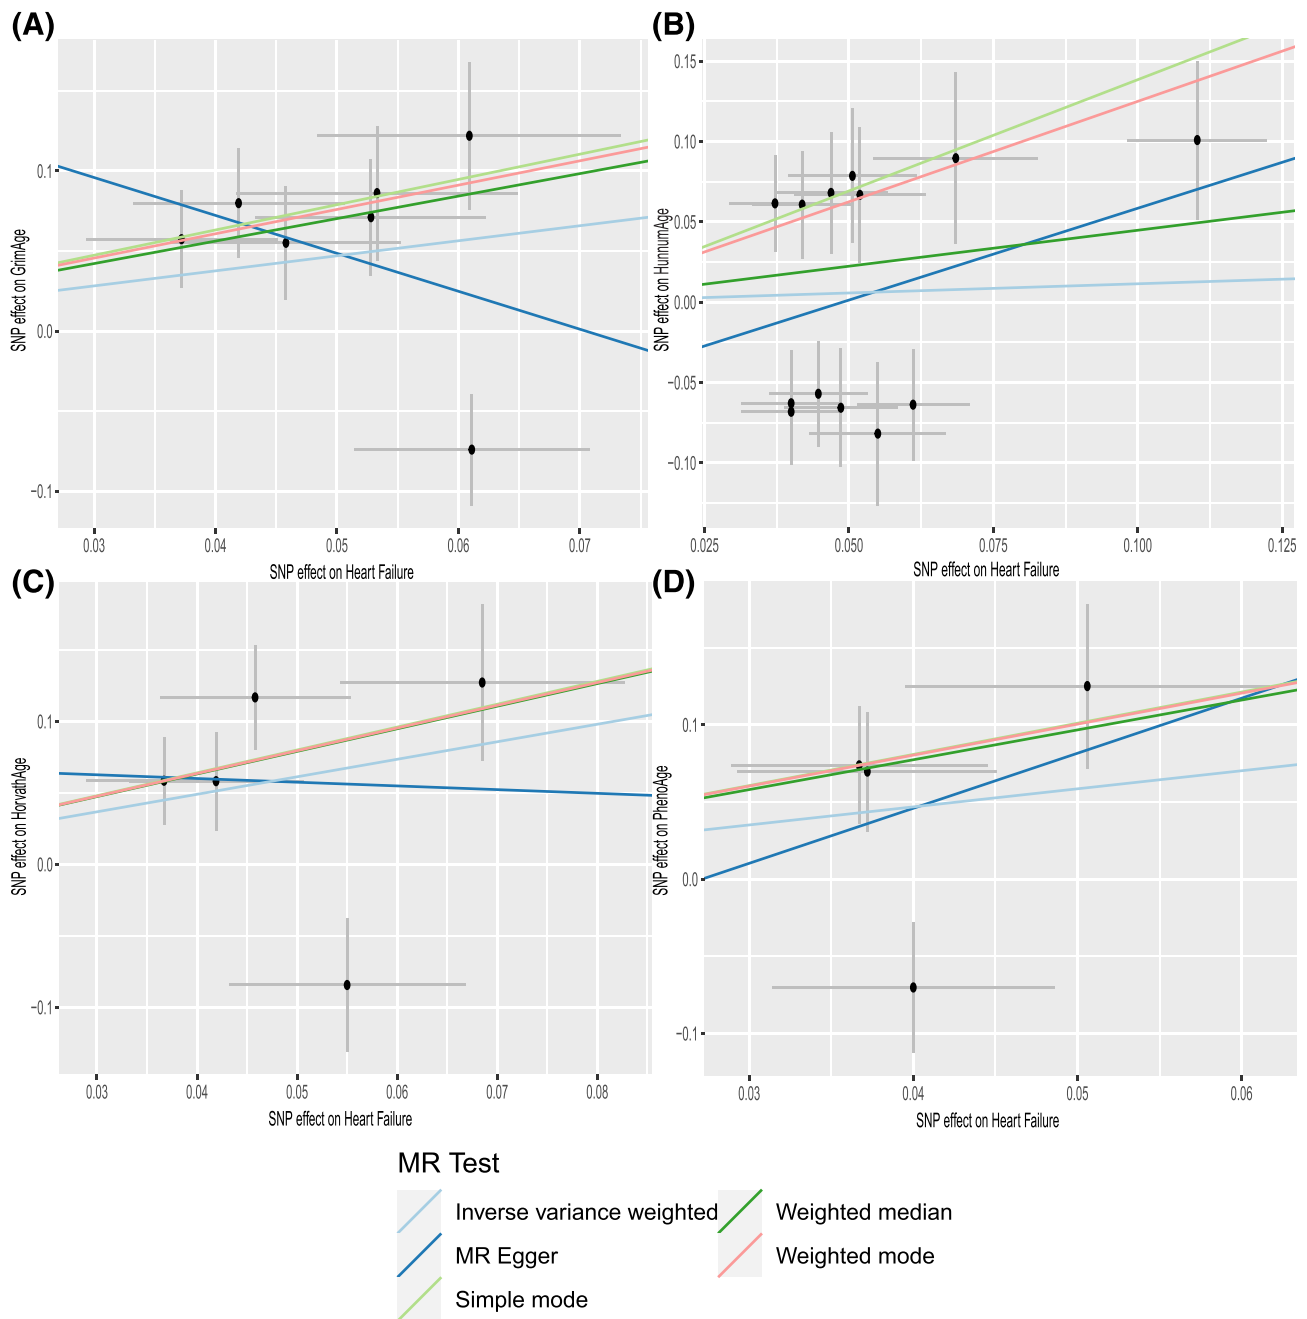 (A)
SNP effect on GrimAge
0.1
0.0
−0.1
0.03 0.04 0.05 0.06 0.07
SNP effect on Heart Failure
(B)
SNP effect on HunnumAge
0.15
0.10
0.05
0.00
−0.05
−0.10
0.025 0.050 0.075 0.100 0.125
SNP effect on Heart Failure
(C)
SNP effect on HorvathAge
0.1
0.0
−0.1
0.03 0.04 0.05 0.06 0.07 0.08
SNP effect on Heart Failure
(D)
SNP effect on PhenoAge
0.1
0.0
−0.1
0.03 0.04 0.05 0.06
SNP effect on Heart Failure
MR Test
Inverse variance weighted
MR Egger
Simple mode
Weighted median
Weighted mode